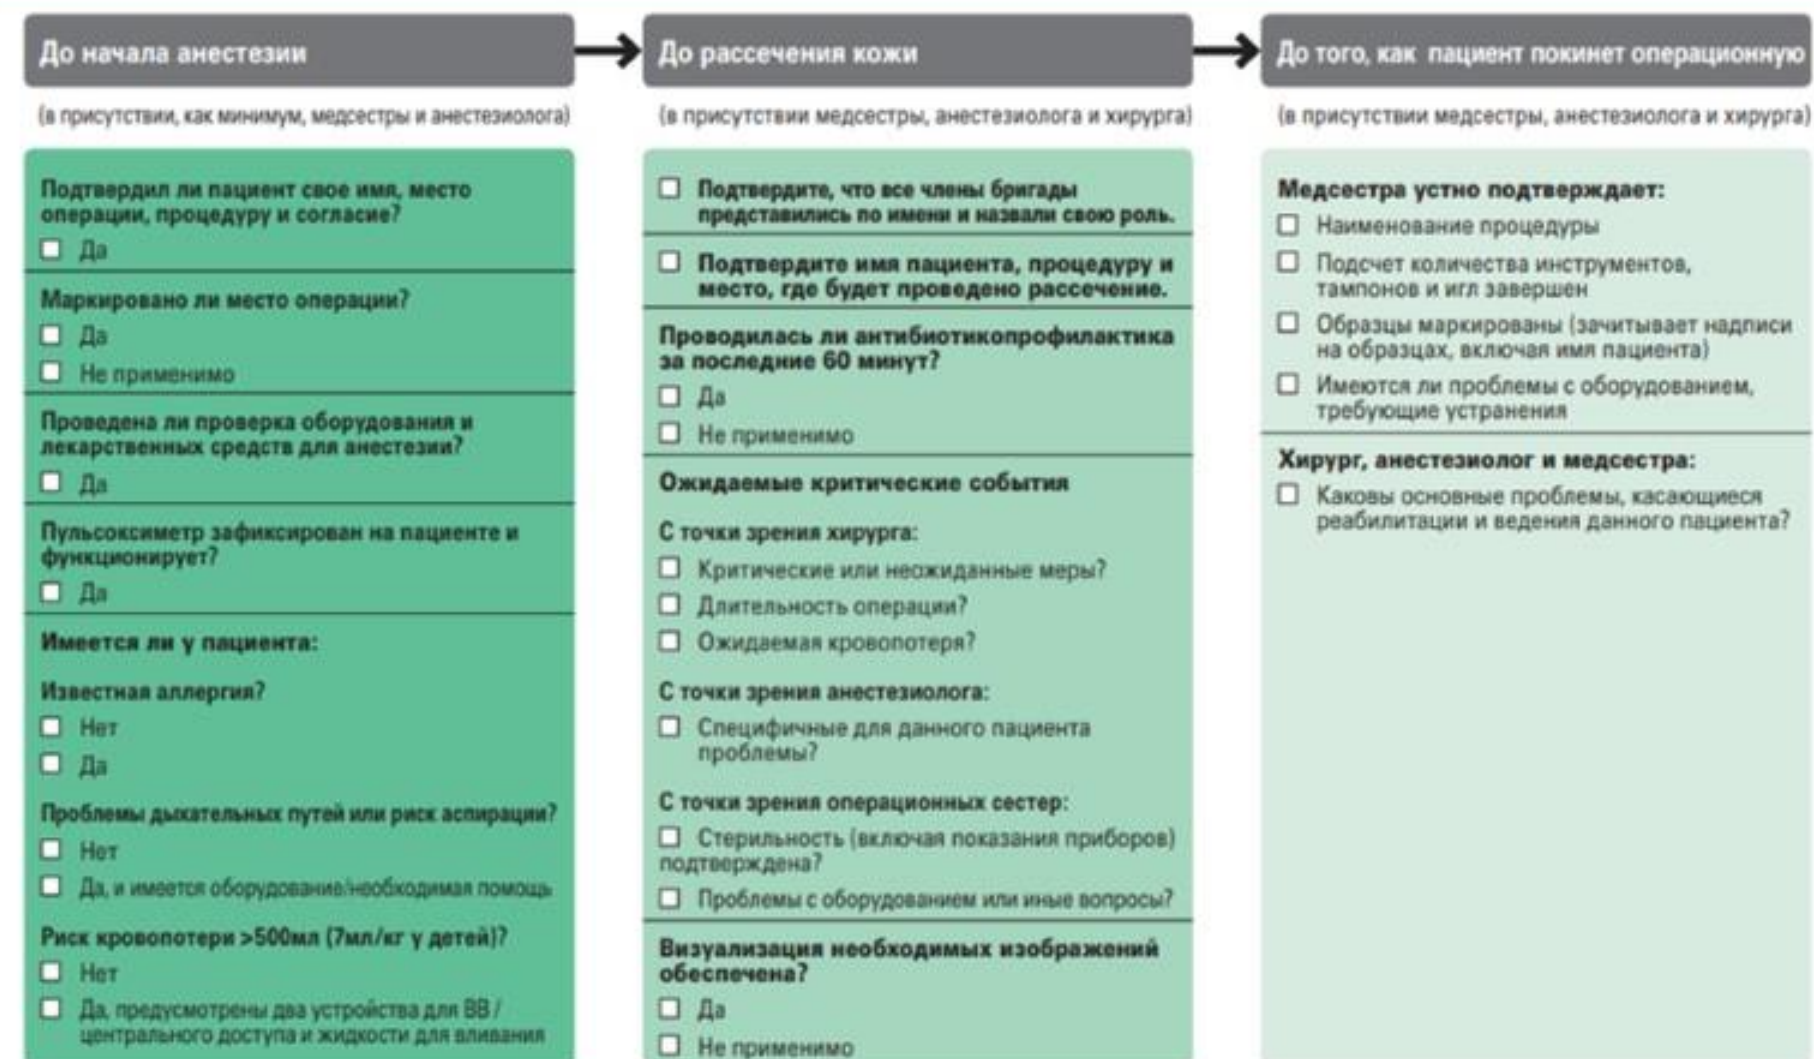 До начала анестезии
(в присутствии, как минимум, медсестры и анестезиолога)
Подтвердил ли пациент свое имя, место
операции, процедуру и согласие?
Да
Маркировано ли место операции?
Да
Не применимо
Проведена ли проверка оборудования и
лекарственных средств для анестезии?
Да
Пульсоксиметр зафиксирован на пациенте и
функционирует?
Да
Имеется ли у пациента:
Известная аллергия?
Нет
Да
Проблемы дыхательных путей или риск аспирации?
Нет
Да, и имеется оборудование/необходимая помощь
Риск кровопотери >500мл (7мл/кг у детей)?
Нет
Да, предусмотрены два устройства для ВВ /
центрального доступа и жидкости для вливания
До рассечения кожи
(в присутствии медсестры, анестезиолога и хирурга)
Подтвердите, что все члены бригады
представились по имени и назвали свою роль.
Подтвердите имя пациента, процедуру и
место, где будет проведено рассечение.
Проводилась ли антибиотикопрофилактика
за последние 60 минут?
Да
Не применимо
Ожидаемые критические события
С точки зрения хирурга:
Критические или неожиданные меры?
Длительность операции?
Ожидаемая кровопотеря?
С точки зрения анестезиолога:
Специфичные для данного пациента
проблемы?
С точки зрения операционных сестер:
Стерильность (включая показания приборов)
подтверждена?
Проблемы с оборудованием или иные вопросы?
Визуализация необходимых изображений
обеспечена?
Да
Не применимо
До того, как пациент покинет операционную
(в присутствии медсестры, анестезиолога и хирурга)
Медсестра устно подтверждает:
Наименование процедуры
Подсчет количества инструментов,
тампонов и игл завершен
Образцы маркированы (зачитывает надписи
на образцах, включая имя пациента)
Имеются ли проблемы с оборудованием,
требующие устранения
Хирург, анестезиолог и медсестра:
Каковы основные проблемы, касающиеся
реабилитации и ведения данного пациента?